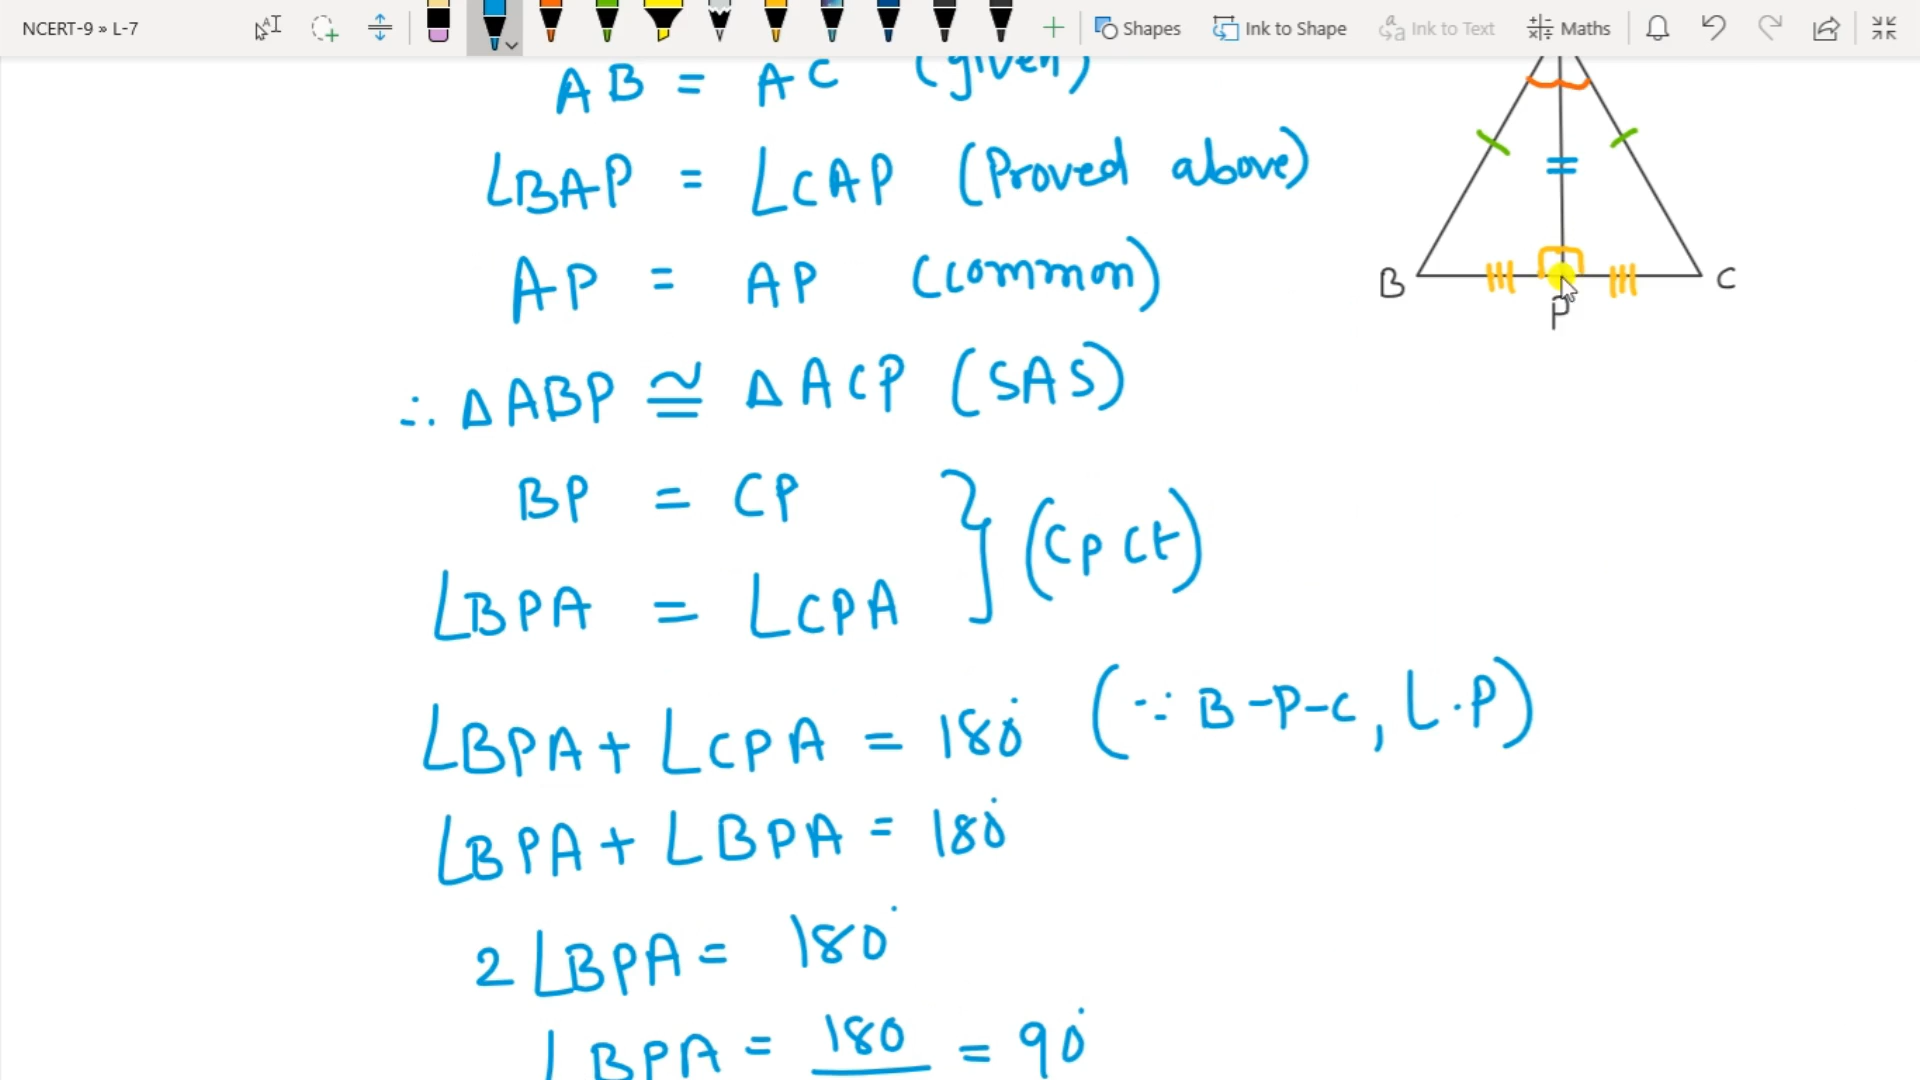 NCERT-9 » L-7
Shapes
Ink to Shape
Ink to Text
Maths
AB = AC (given)
∠BAP = ∠CAP (Proved above)
AP = AP (common)
∴ ΔABP ≅ ΔACP (SAS)
BP = CP
∠BPA = ∠CPA } (CPCt)
∠BPA + ∠CPA = 180° (∵ B-P-C, L.P)
∠BPA + ∠BPA = 180°
2∠BPA = 180°
∠BPA = 180 = 90°
B
P
C